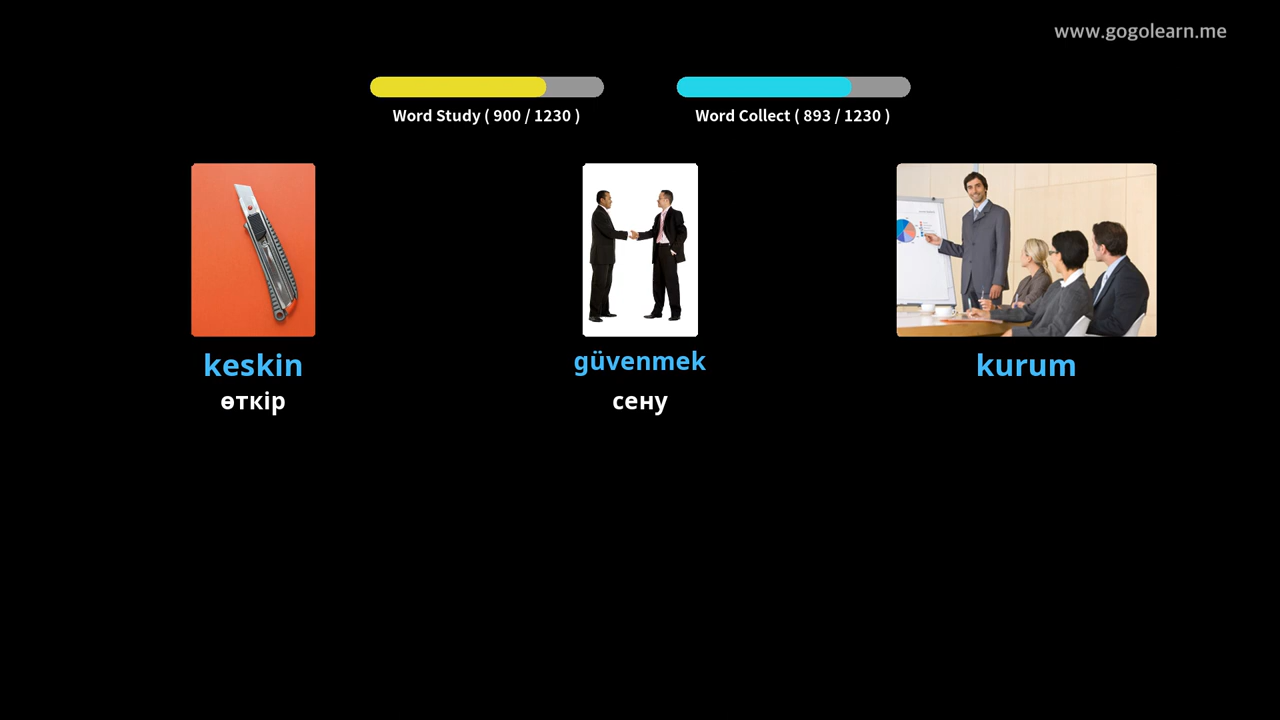 www.gogolearn.me
Word Study ( 900 / 1230 )
Word Collect ( 893 / 1230 )
keskin
güvenmek
kurum
өткір
сену